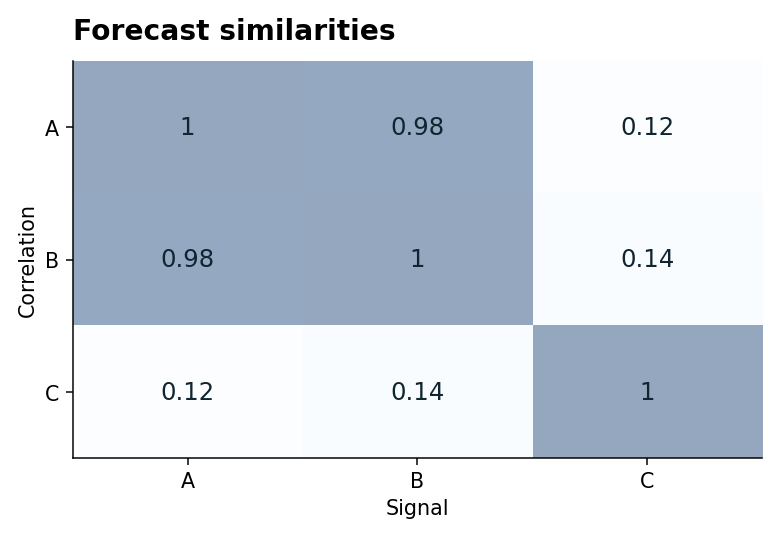 Forecast similarities
A 1 0.98 0.12
B 0.98 1 0.14
C 0.12 0.14 1
Correlation
A B C
Signal